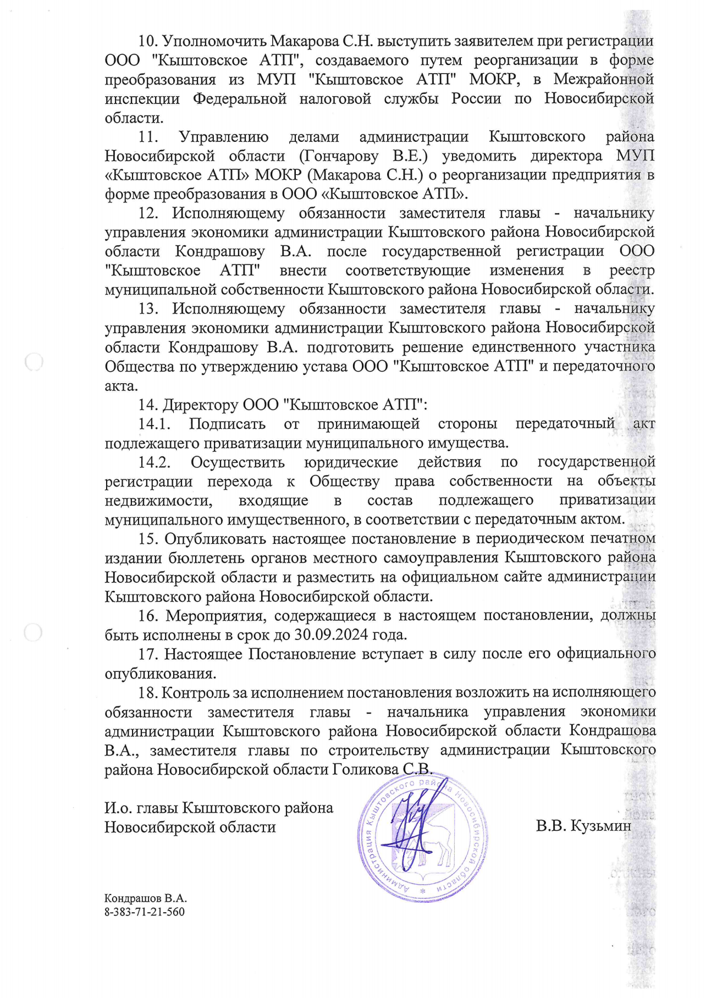 10. Уполномочить Макарова С.Н. выступить заявителем при регистрации
ООО "Кыштовское АТП", создаваемого путем реорганизации в форме
преобразования из МУП "Кыштовское АТП" МОКР, в Межрайонной
инспекции Федеральной налоговой службы России по Новосибирской
области.
11. Управлению делами администрации Кыштовского района
Новосибирской области (Гончарову В.Е.) уведомить директора МУП
«Кыштовское АТП» МОКР (Макарова С.Н.) о реорганизации предприятия в
форме преобразования в ООО «Кыштовское АТП».
12. Исполняющему обязанности заместителя главы - начальнику
управления экономики администрации Кыштовского района Новосибирской
области Кондрашову В.А. после государственной регистрации ООО
"Кыштовское АТП" внести соответствующие изменения в реестр
муниципальной собственности Кыштовского района Новосибирской области.
13. Исполняющему обязанности заместителя главы - начальнику
управления экономики администрации Кыштовского района Новосибирской
области Кондрашову В.А. подготовить решение единственного участника
Общества по утверждению устава ООО "Кыштовское АТП" и передаточного
акта.
14. Директору ООО "Кыштовское АТП":
14.1. Подписать от принимающей стороны передаточный акт
подлежащего приватизации муниципального имущества.
14.2. Осуществить юридические действия по государственной
регистрации перехода к Обществу права собственности на объекты
недвижимости, входящие в состав подлежащего приватизации
муниципального имущественного, в соответствии с передаточным актом.
15. Опубликовать настоящее постановление в периодическом печатном
издании бюллетень органов местного самоуправления Кыштовского района
Новосибирской области и разместить на официальном сайте администрации
Кыштовского района Новосибирской области.
16. Мероприятия, содержащиеся в настоящем постановлении, должны
быть исполнены в срок до 30.09.2024 года.
17. Настоящее Постановление вступает в силу после его официального
опубликования.
18. Контроль за исполнением постановления возложить на исполняющего
обязанности заместителя главы - начальника управления экономики
администрации Кыштовского района Новосибирской области Кондрашова
В.А., заместителя главы по строительству администрации Кыштовского
района Новосибирской области Голикова С.В.
И.о. главы Кыштовского района
Новосибирской области
В.В. Кузьмин
Администрация Кыштовского района Новосибирской области *
Кондрашов В.А.
8-383-71-21-560